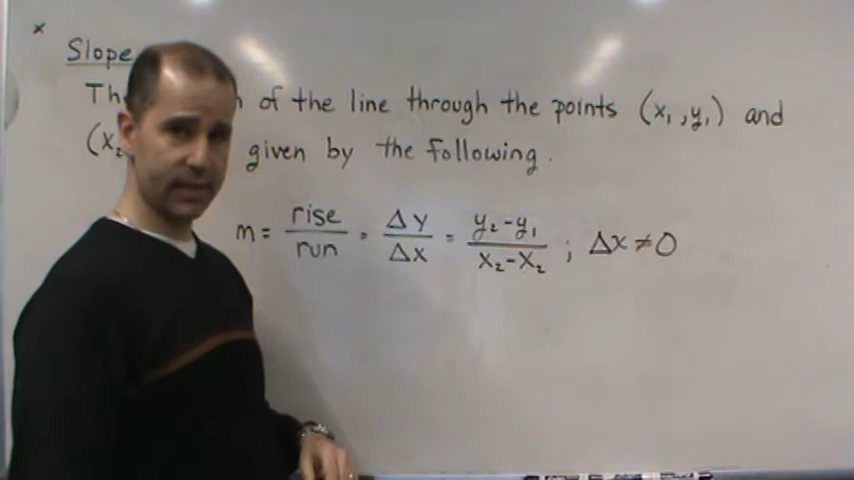 * Slope
of the line through the points (x₁, y₁) and
(x₂ given by the following.
m = rise/run = Δy/Δx = y₂-y₁/x₂-x₂ ; Δx≠0